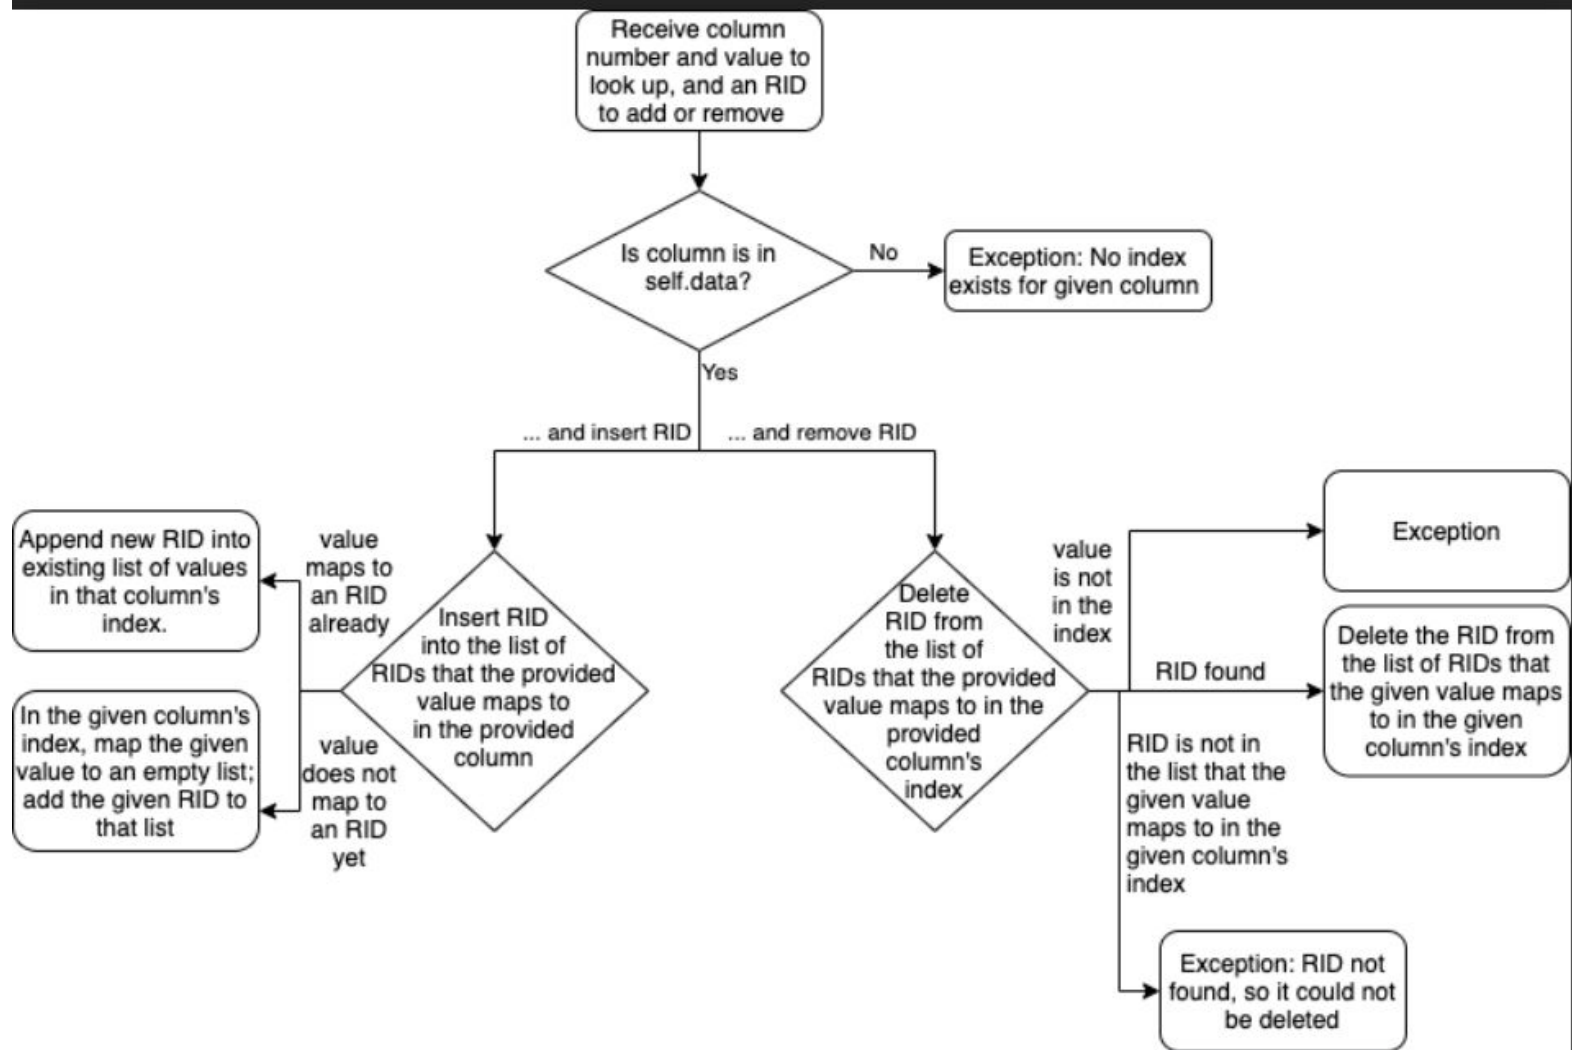 Receive column
number and value to
look up, and an RID
to add or remove
Is column is in
self.data?
No
Exception: No index
exists for given column
Yes
... and insert RID
... and remove RID
Append new RID into
existing list of values
in that column's
index.
value
maps to
an RID
already
Insert RID
into the list of
RIDs that the provided
value maps to
in the provided
column
In the given column's
index, map the given
value to an empty list;
add the given RID to
that list
value
does not
map to
an RID
yet
Delete
RID from
the list of
RIDs that the provided
value maps to in the
provided
column's
index
value
is not
in the
index
Exception
RID found
Delete the RID from
the list of RIDs that
the given value maps
to in the given
column's index
RID is not in
the list that the
given value
maps to in the
given column's
index
Exception: RID not
found, so it could not
be deleted